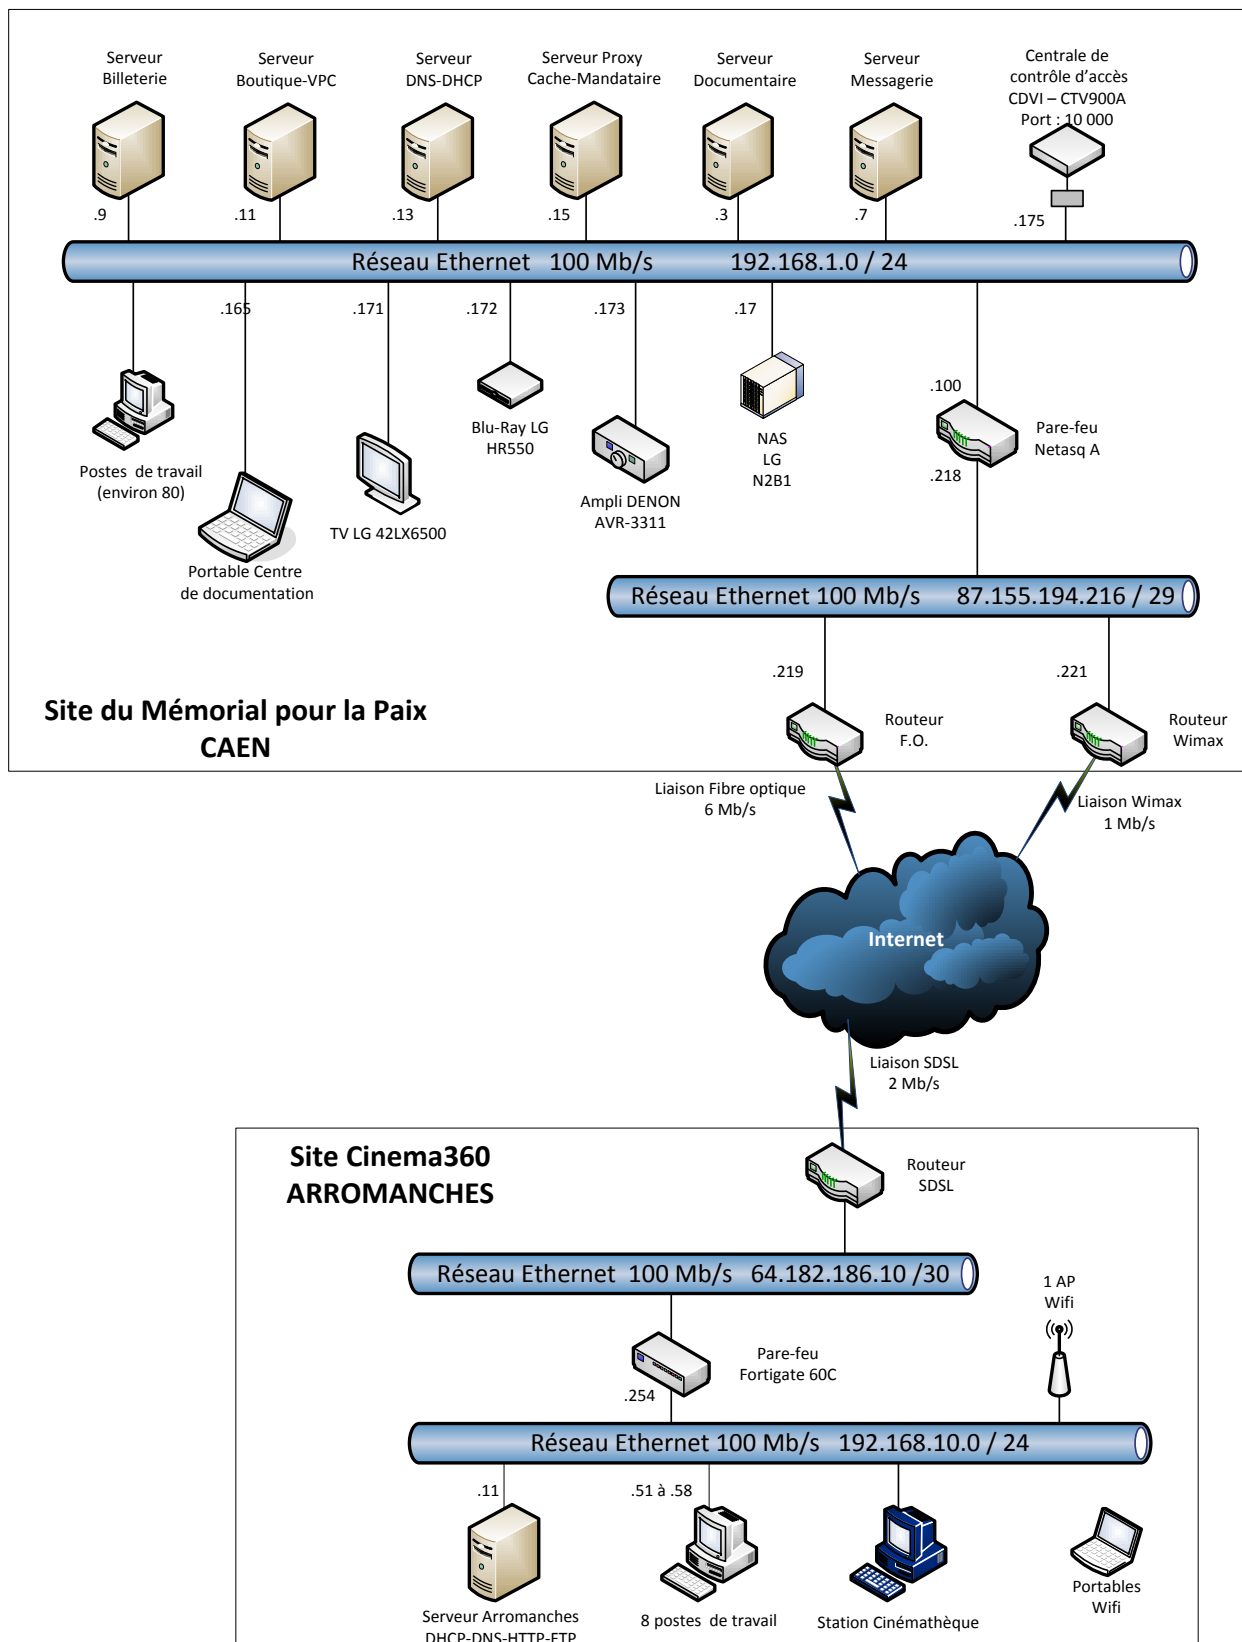 Serveur
Billeterie
Serveur
Boutique-VPC
Serveur
DNS-DHCP
Serveur Proxy
Cache-Mandataire
Serveur
Documentaire
Serveur
Messagerie
Centrale de
contrôle d’accès
CDVI – CTV900A
Port : 10 000
.9
.11
.13
.15
.3
.7
.175
Réseau Ethernet 100 Mb/s 192.168.1.0 / 24
.165
.171
.172
.173
.17
.100
Postes de travail
(environ 80)
Portable Centre
de documentation
TV LG 42LX6500
Blu-Ray LG
HR550
Ampli DENON
AVR-3311
NAS
LG
N2B1
Pare-feu
Netasq A
.218
Réseau Ethernet 100 Mb/s 87.155.194.216 / 29
.219
.221
Site du Mémorial pour la Paix
CAEN
Routeur
F.O.
Routeur
Wimax
Liaison Fibre optique
6 Mb/s
Liaison Wimax
1 Mb/s
Internet
Liaison SDSL
2 Mb/s
Site Cinema360
ARROMANCHES
Routeur
SDSL
Réseau Ethernet 100 Mb/s 64.182.186.10 /30
1 AP
Wifi
Pare-feu
Fortigate 60C
.254
Réseau Ethernet 100 Mb/s 192.168.10.0 / 24
.11
.51 à .58
Serveur Arromanches
DHCP-DNS-HTTP-FTP
8 postes de travail
Station Cinémathèque
Portables
Wifi